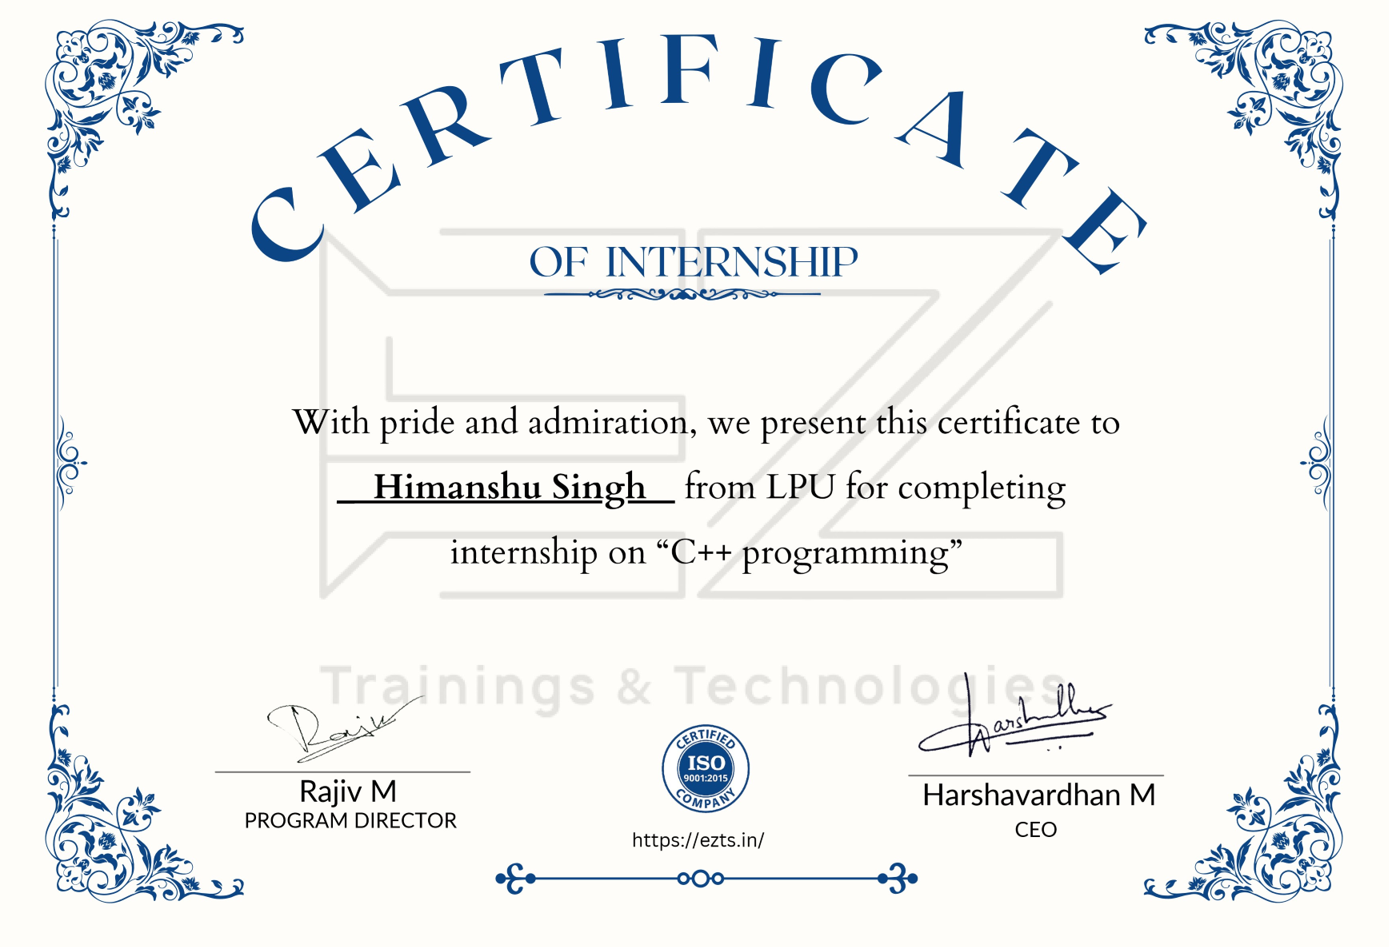 CERTIFICATE
OF INTERNSHIP
With pride and admiration, we present this certificate to
Himanshu Singh from LPU for completing
internship on “C++ programming”
Trainings & Technologies
EZ
Rajiv
Harshavardhan
Rajiv M
PROGRAM DIRECTOR
CERTIFIED
ISO
9001:2015
COMPANY
https://ezts.in/
Harshavardhan M
CEO